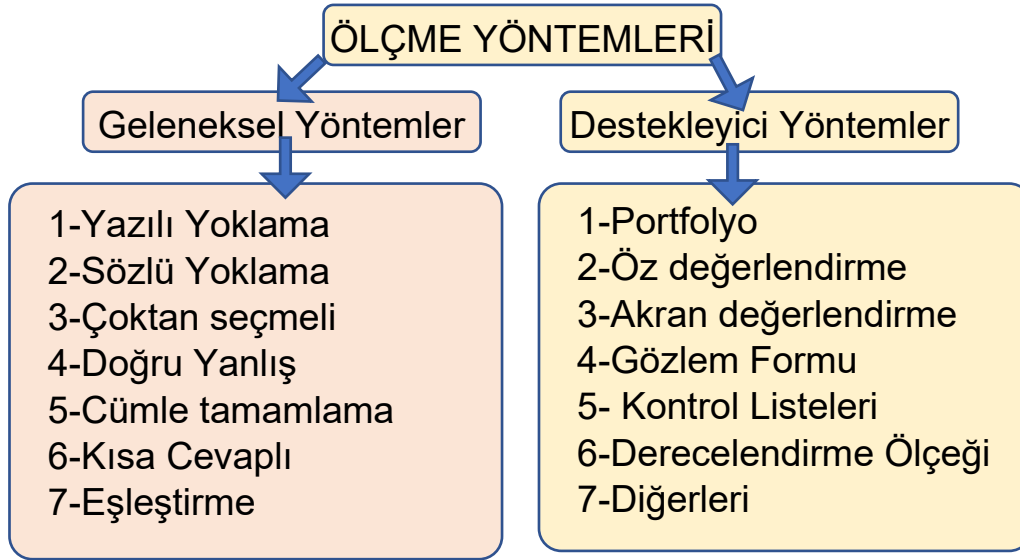 ÖLÇME YÖNTEMLERİ
Geleneksel Yöntemler
1-Yazılı Yoklama
2-Sözlü Yoklama
3-Çoktan seçmeli
4-Doğru Yanlış
5-Cümle tamamlama
6-Kısa Cevaplı
7-Eşleştirme
Destekleyici Yöntemler
1-Portfolyo
2-Öz değerlendirme
3-Akran değerlendirme
4-Gözlem Formu
5- Kontrol Listeleri
6-Derecelendirme Ölçeği
7-Diğerleri